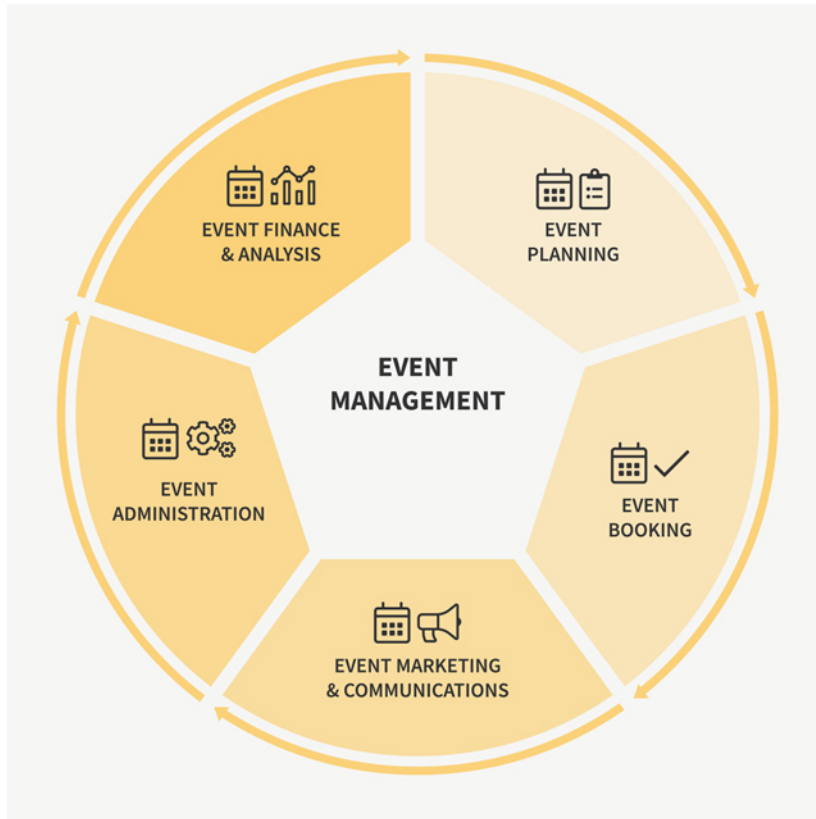 EVENT FINANCE
& ANALYSIS
EVENT
PLANNING
EVENT
MANAGEMENT
EVENT
BOOKING
EVENT MARKETING
& COMMUNICATIONS
EVENT
ADMINISTRATION